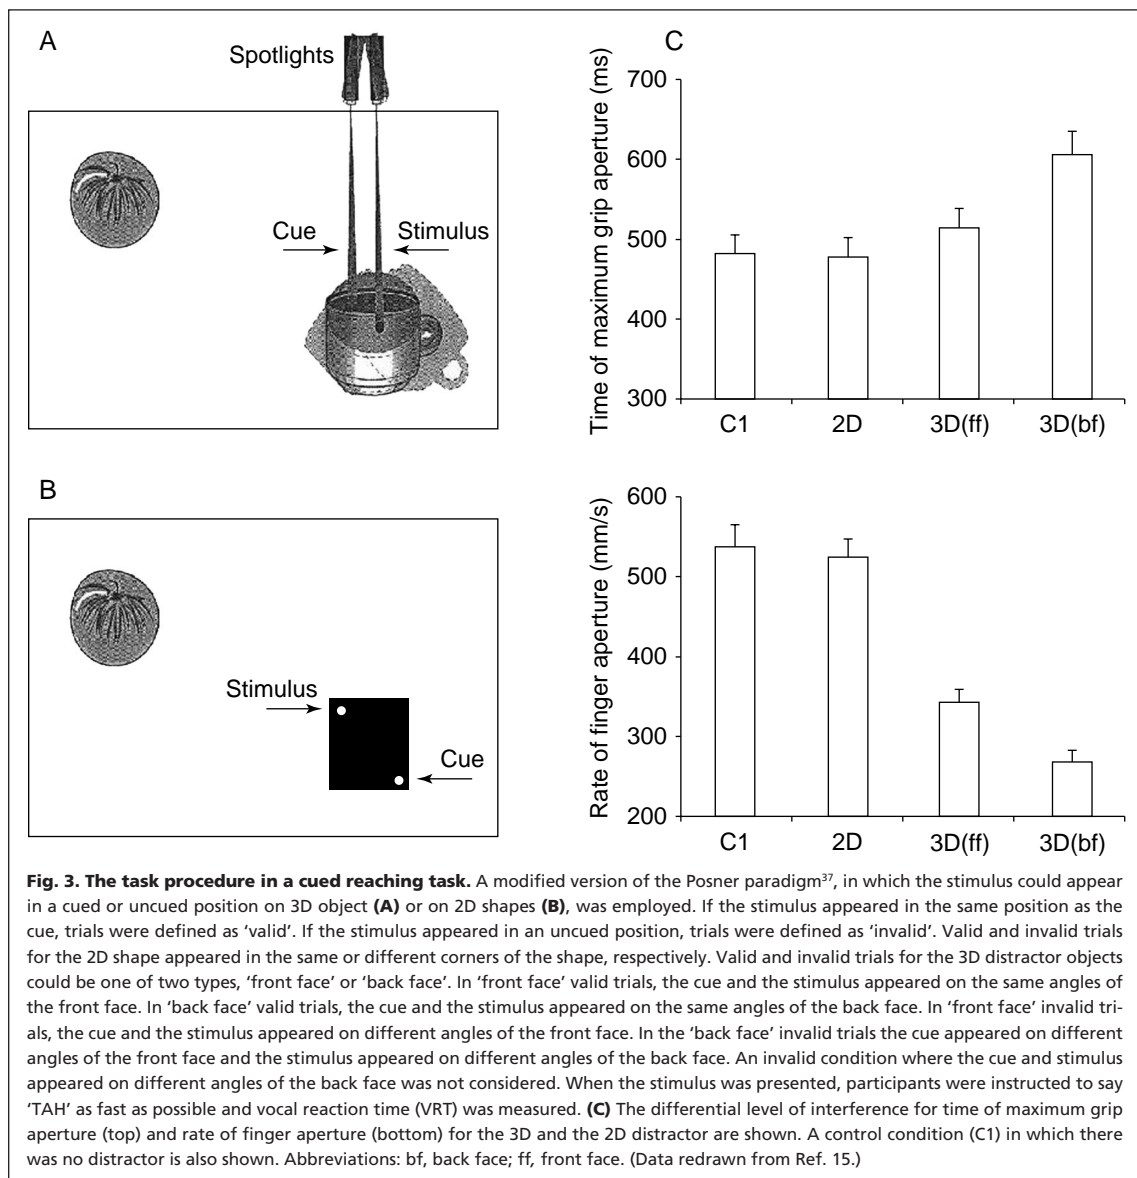 A
Spotlights
Cue
Stimulus
B
Stimulus
Cue
C
Time of maximum grip aperture (ms)
700
600
500
400
300
C1 2D 3D(ff) 3D(bf)
Rate of finger aperture (mm/s)
600
500
400
300
200
C1 2D 3D(ff) 3D(bf)
Fig. 3. The task procedure in a cued reaching task. A modified version of the Posner paradigm³⁷, in which the stimulus could appear
in a cued or uncued position on 3D object (A) or on 2D shapes (B), was employed. If the stimulus appeared in the same position as the
cue, trials were defined as ‘valid’. If the stimulus appeared in an uncued position, trials were defined as ‘invalid’. Valid and invalid trials
for the 2D shape appeared in the same or different corners of the shape, respectively. Valid and invalid trials for the 3D distractor objects
could be one of two types, ‘front face’ or ‘back face’. In ‘front face’ valid trials, the cue and the stimulus appeared on the same angles of
the front face. In ‘back face’ valid trials, the cue and the stimulus appeared on the same angles of the back face. In ‘front face’ invalid tri-
als, the cue and the stimulus appeared on different angles of the front face. In the ‘back face’ invalid trials the cue appeared on different
angles of the front face and the stimulus appeared on different angles of the back face. An invalid condition where the cue and stimulus
appeared on different angles of the back face was not considered. When the stimulus was presented, participants were instructed to say
‘TAH’ as fast as possible and vocal reaction time (VRT) was measured. (C) The differential level of interference for time of maximum grip
aperture (top) and rate of finger aperture (bottom) for the 3D and the 2D distractor are shown. A control condition (C1) in which there
was no distractor is also shown. Abbreviations: bf, back face; ff, front face. (Data redrawn from Ref. 15.)